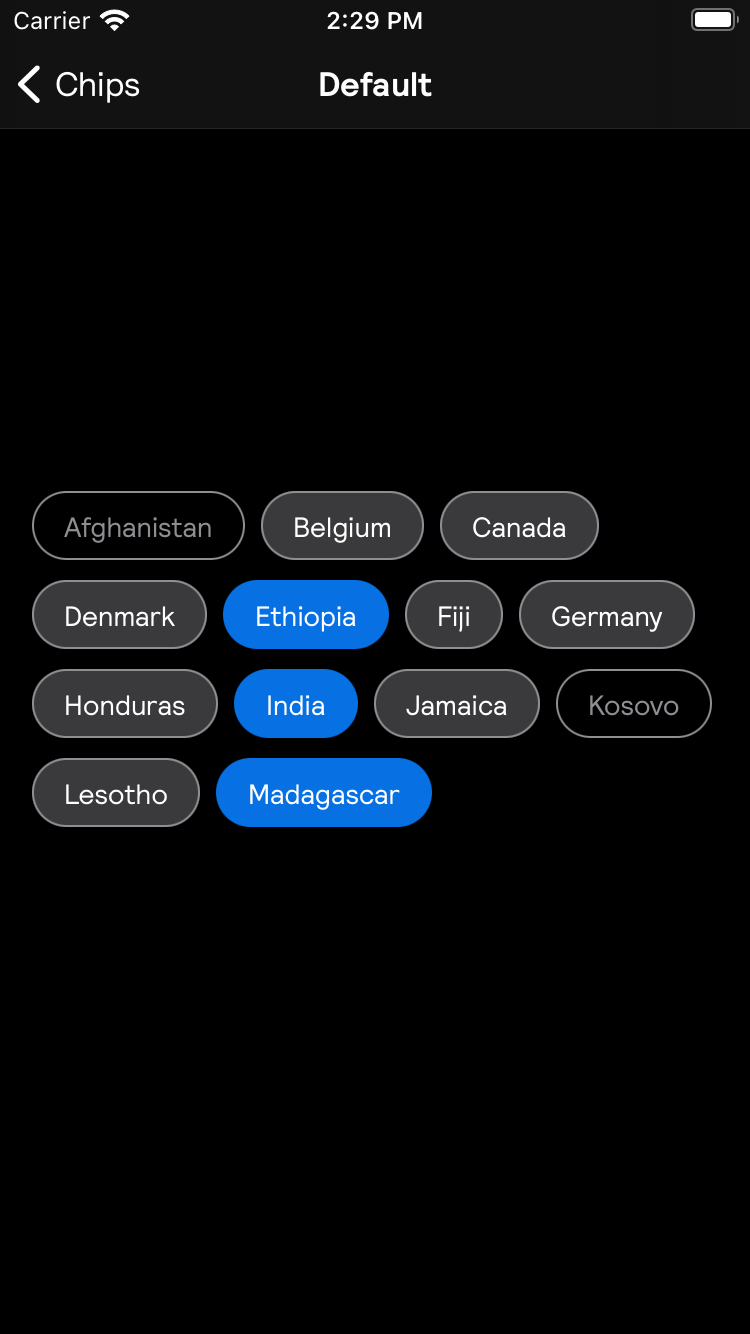 Carrier 2:29 PM
Chips Default
Afghanistan Belgium Canada
Denmark Ethiopia Fiji Germany
Honduras India Jamaica Kosovo
Lesotho Madagascar